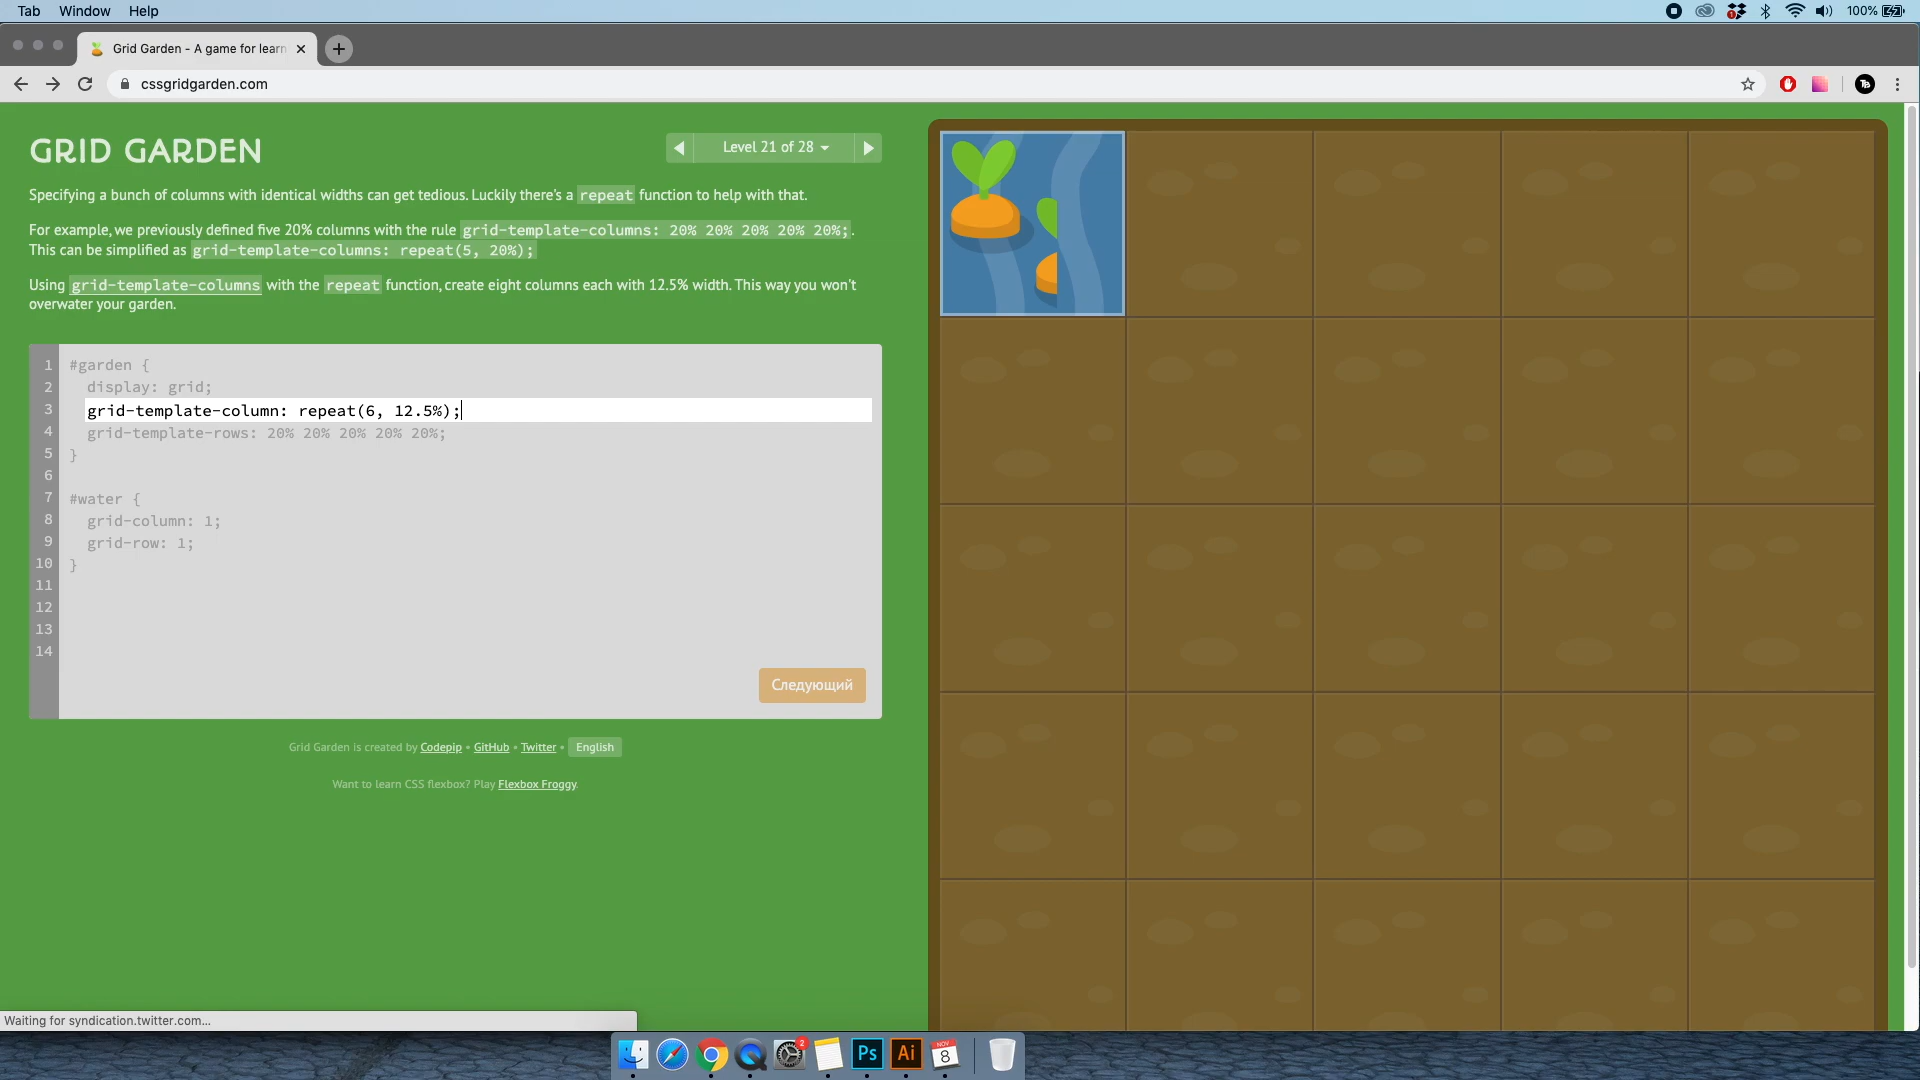 Tab Window Help 100%
Grid Garden - A game for learn
cssgridgarden.com
GRID GARDEN
Level 21 of 28
Specifying a bunch of columns with identical widths can get tedious. Luckily there's a repeat function to help with that.
For example, we previously defined five 20% columns with the rule grid-template-columns: 20% 20% 20% 20% 20%;.
This can be simplified as grid-template-columns: repeat(5, 20%);
Using grid-template-columns with the repeat function, create eight columns each with 12.5% width. This way you won't
overwater your garden.
1 #garden {
2 display: grid;
3 grid-template-column: repeat(6, 12.5%);
4 grid-template-rows: 20% 20% 20% 20% 20%;
5 }
6
7 #water {
8 grid-column: 1;
9 grid-row: 1;
10 }
11
12
13
14
Следующий
Grid Garden is created by Codepip • GitHub • Twitter • English
Want to learn CSS flexbox? Play Flexbox Froggy.
Waiting for syndication.twitter.com...
2
Ps
Ai
NOV
8